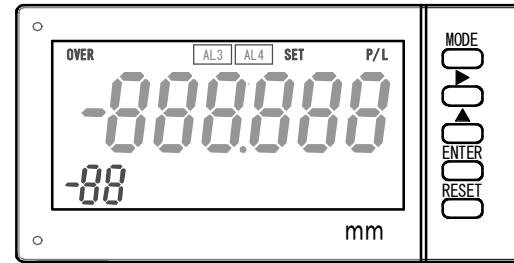 OVER AL3 AL4 SET P/L
-888.888
-88
mm
MODE
▶
▲
ENTER
RESET